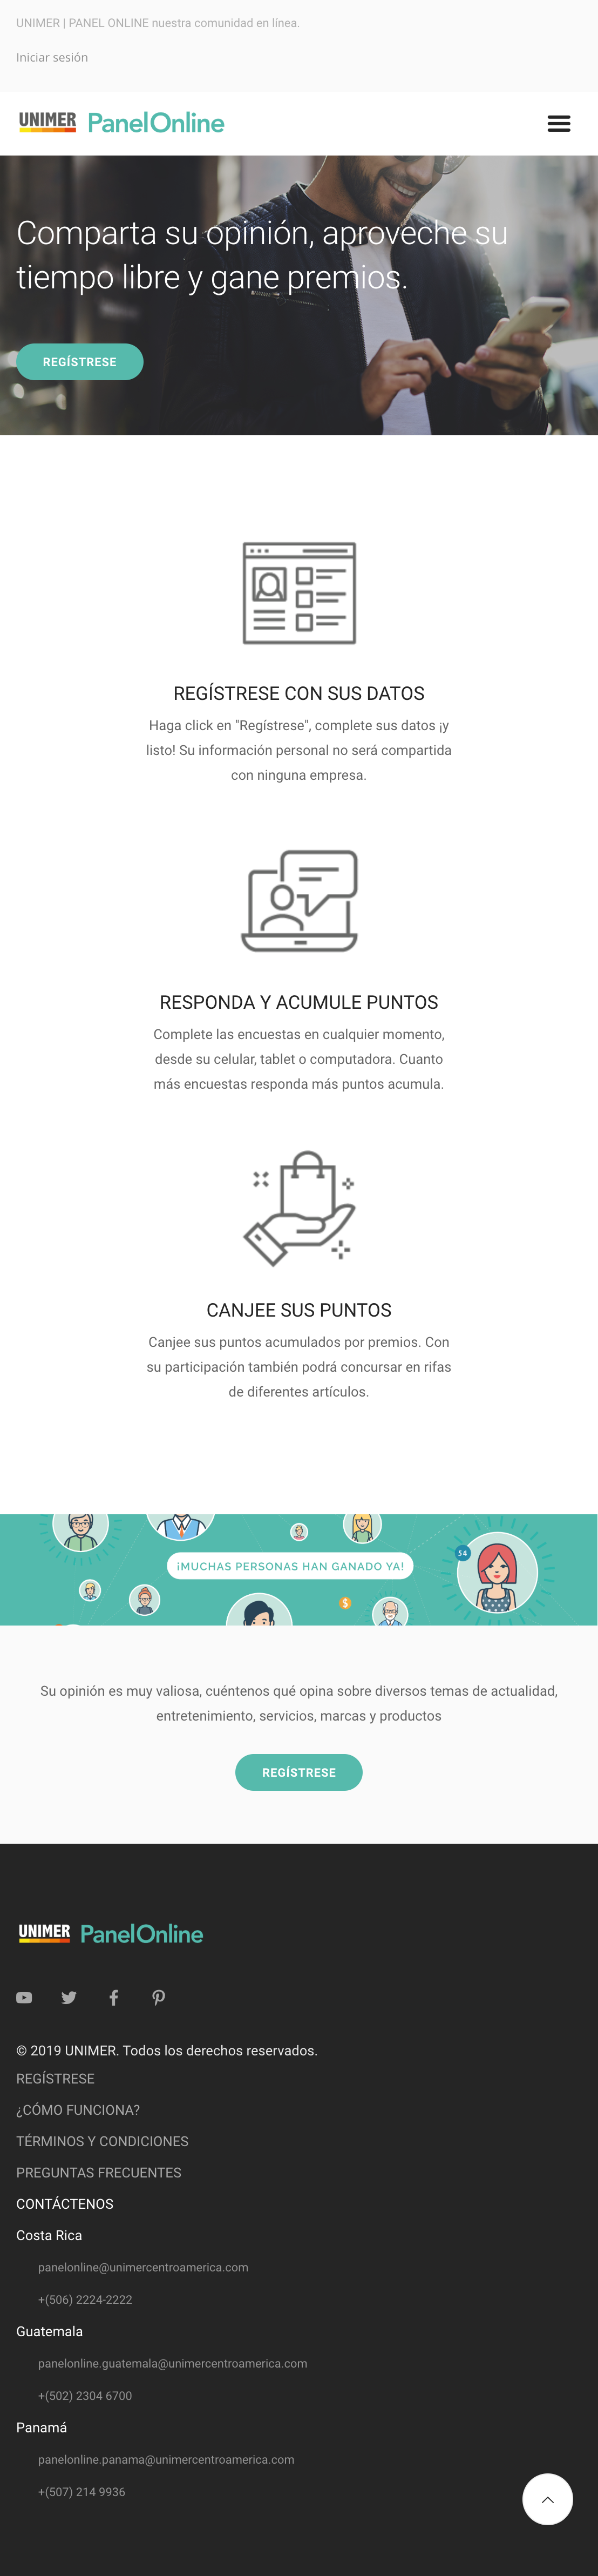 UNIMER | PANEL ONLINE nuestra comunidad en línea.
Iniciar sesión
UNIMER PanelOnline
Comparta su opinión, aproveche su
tiempo libre y gane premios.
REGÍSTRESE
REGÍSTRESE CON SUS DATOS
Haga click en "Regístrese", complete sus datos ¡y
listo! Su información personal no será compartida
con ninguna empresa.
RESPONDA Y ACUMULE PUNTOS
Complete las encuestas en cualquier momento,
desde su celular, tablet o computadora. Cuanto
más encuestas responda más puntos acumula.
CANJEE SUS PUNTOS
Canjee sus puntos acumulados por premios. Con
su participación también podrá concursar en rifas
de diferentes artículos.
54
¡MUCHAS PERSONAS HAN GANADO YA!
$
Su opinión es muy valiosa, cuéntenos qué opina sobre diversos temas de actualidad,
entretenimiento, servicios, marcas y productos
REGÍSTRESE
UNIMER PanelOnline
© 2019 UNIMER. Todos los derechos reservados.
REGÍSTRESE
¿CÓMO FUNCIONA?
TÉRMINOS Y CONDICIONES
PREGUNTAS FRECUENTES
CONTÁCTENOS
Costa Rica
panelonline@unimercentroamerica.com
+(506) 2224-2222
Guatemala
panelonline.guatemala@unimercentroamerica.com
+(502) 2304 6700
Panamá
panelonline.panama@unimercentroamerica.com
+(507) 214 9936